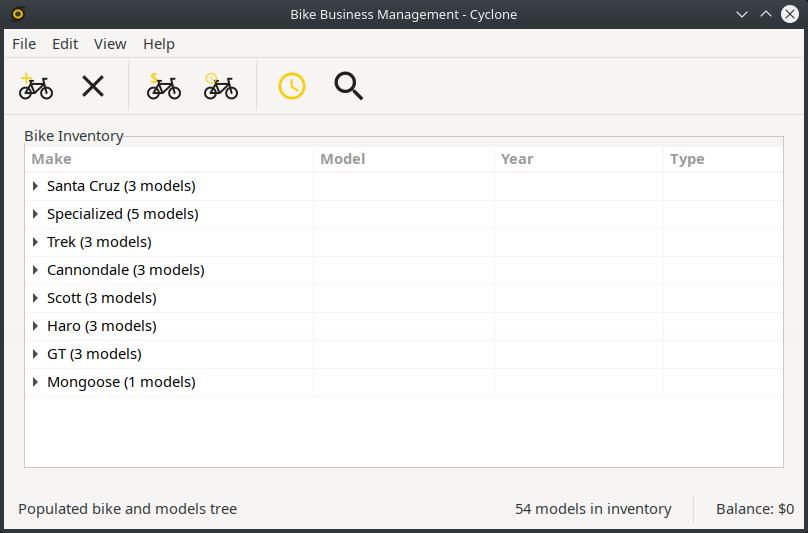 Bike Business Management - Cyclone
File Edit View Help
Bike Inventory
Make Model Year Type
Santa Cruz (3 models)
Specialized (5 models)
Trek (3 models)
Cannondale (3 models)
Scott (3 models)
Haro (3 models)
GT (3 models)
Mongoose (1 models)
Populated bike and models tree 54 models in inventory Balance: $0